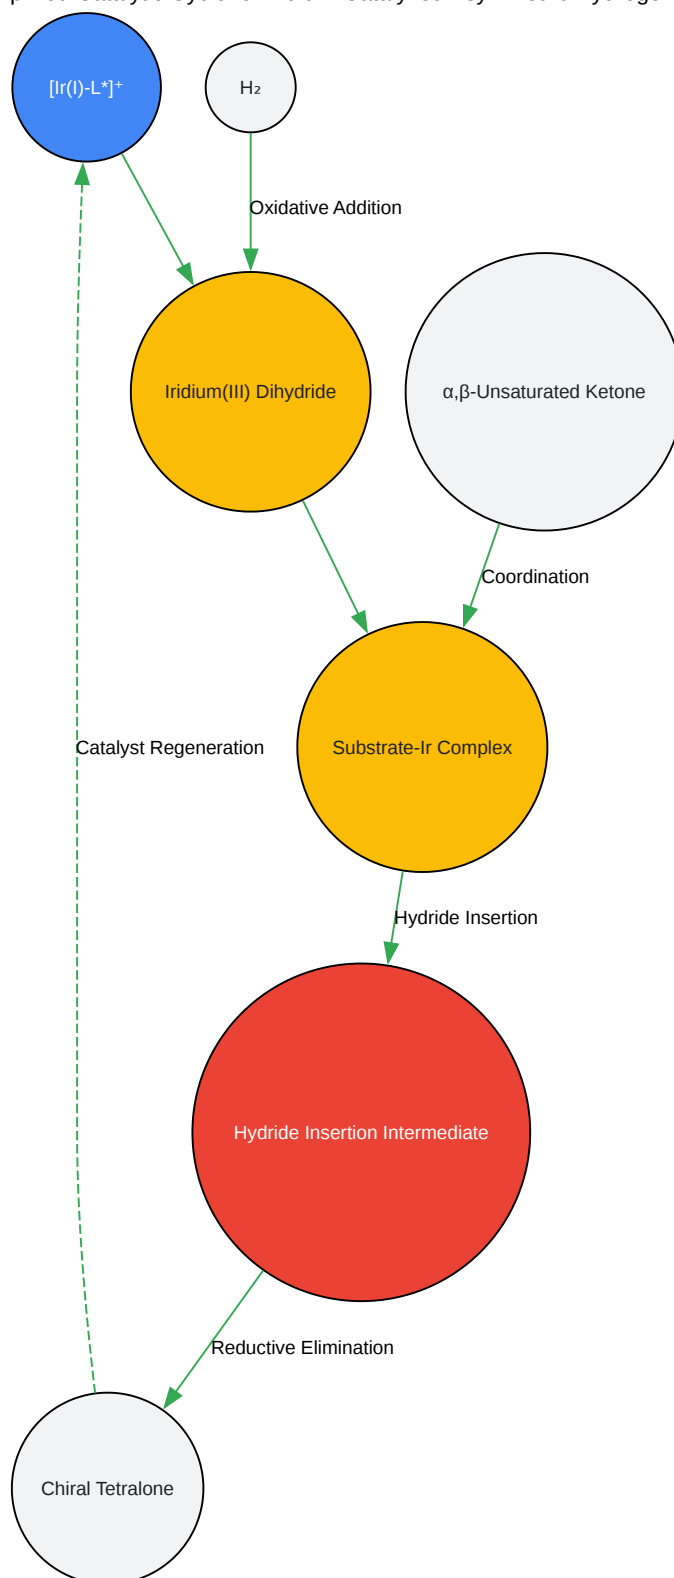 [Ir(I)-L*]⁺
H₂
Oxidative Addition
Iridium(III) Dihydride
α,β-Unsaturated Ketone
Coordination
Catalyst Regeneration
Substrate-Ir Complex
Hydride Insertion
Hydride Insertion Intermediate
Reductive Elimination
Chiral Tetralone